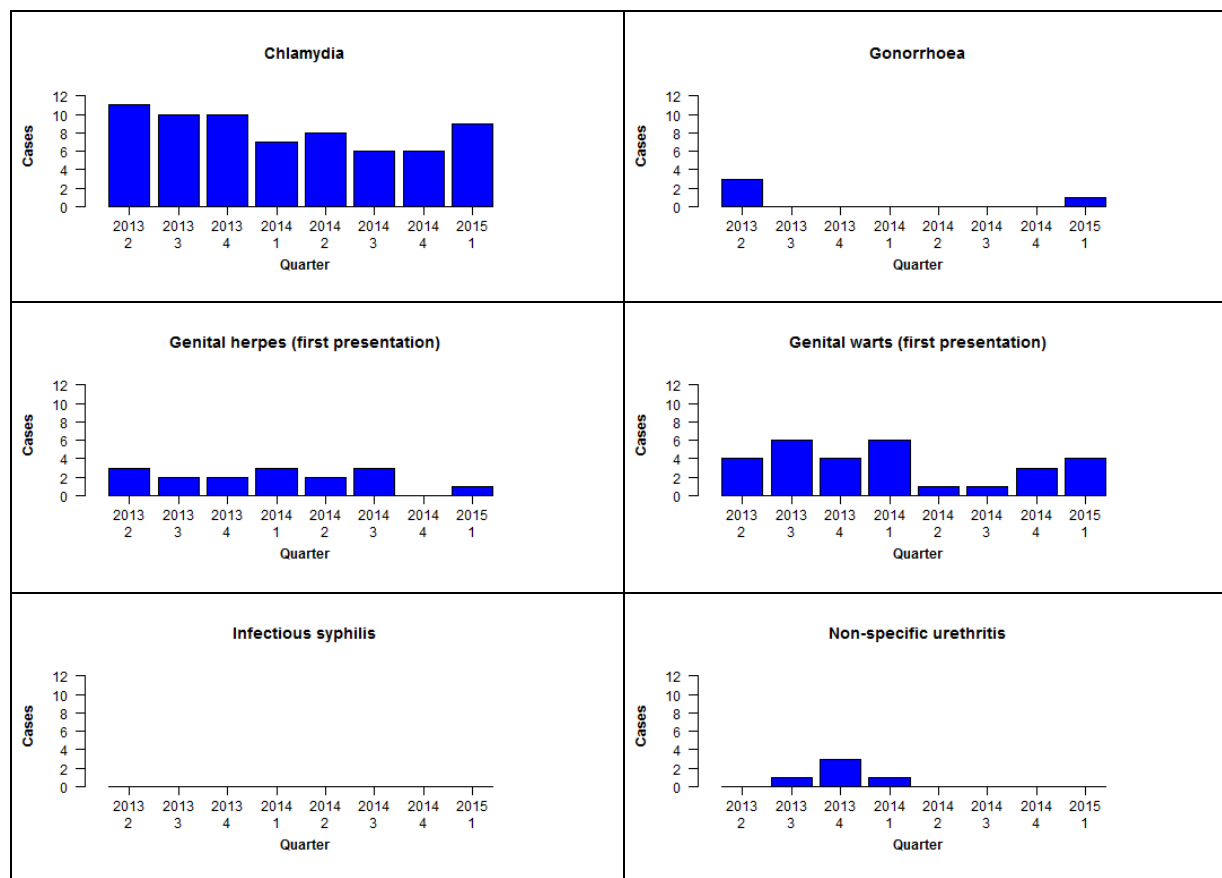 Chlamydia
Cases
12
10
8
6
4
2
0
2013 2013 2013 2014 2014 2014 2014 2015
2 3 4 1 2 3 4 1
Quarter
Gonorrhoea
Cases
12
10
8
6
4
2
0
2013 2013 2013 2014 2014 2014 2014 2015
2 3 4 1 2 3 4 1
Quarter
Genital herpes (first presentation)
Cases
12
10
8
6
4
2
0
2013 2013 2013 2014 2014 2014 2014 2015
2 3 4 1 2 3 4 1
Quarter
Genital warts (first presentation)
Cases
12
10
8
6
4
2
0
2013 2013 2013 2014 2014 2014 2014 2015
2 3 4 1 2 3 4 1
Quarter
Infectious syphilis
Cases
12
10
8
6
4
2
0
2013 2013 2013 2014 2014 2014 2014 2015
2 3 4 1 2 3 4 1
Quarter
Non-specific urethritis
Cases
12
10
8
6
4
2
0
2013 2013 2013 2014 2014 2014 2014 2015
2 3 4 1 2 3 4 1
Quarter